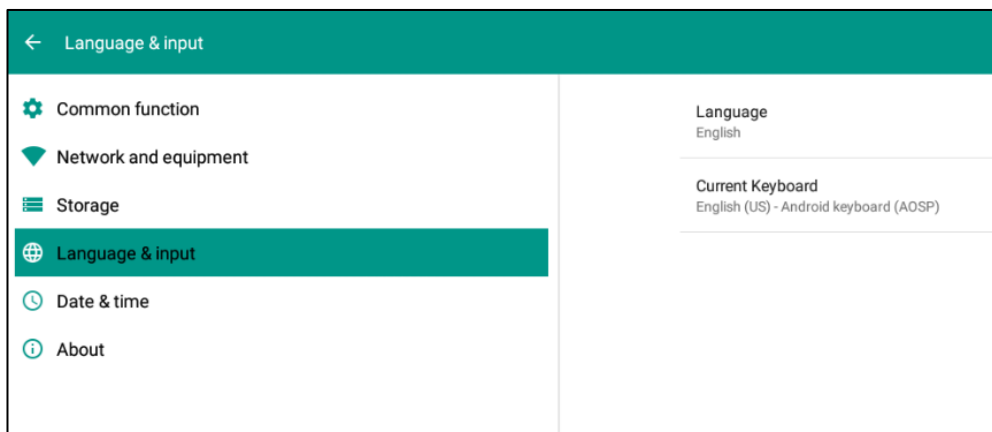 Language & input
Common function
Network and equipment
Storage
Language & input
Date & time
About
Language
English
Current Keyboard
English (US) - Android keyboard (AOSP)